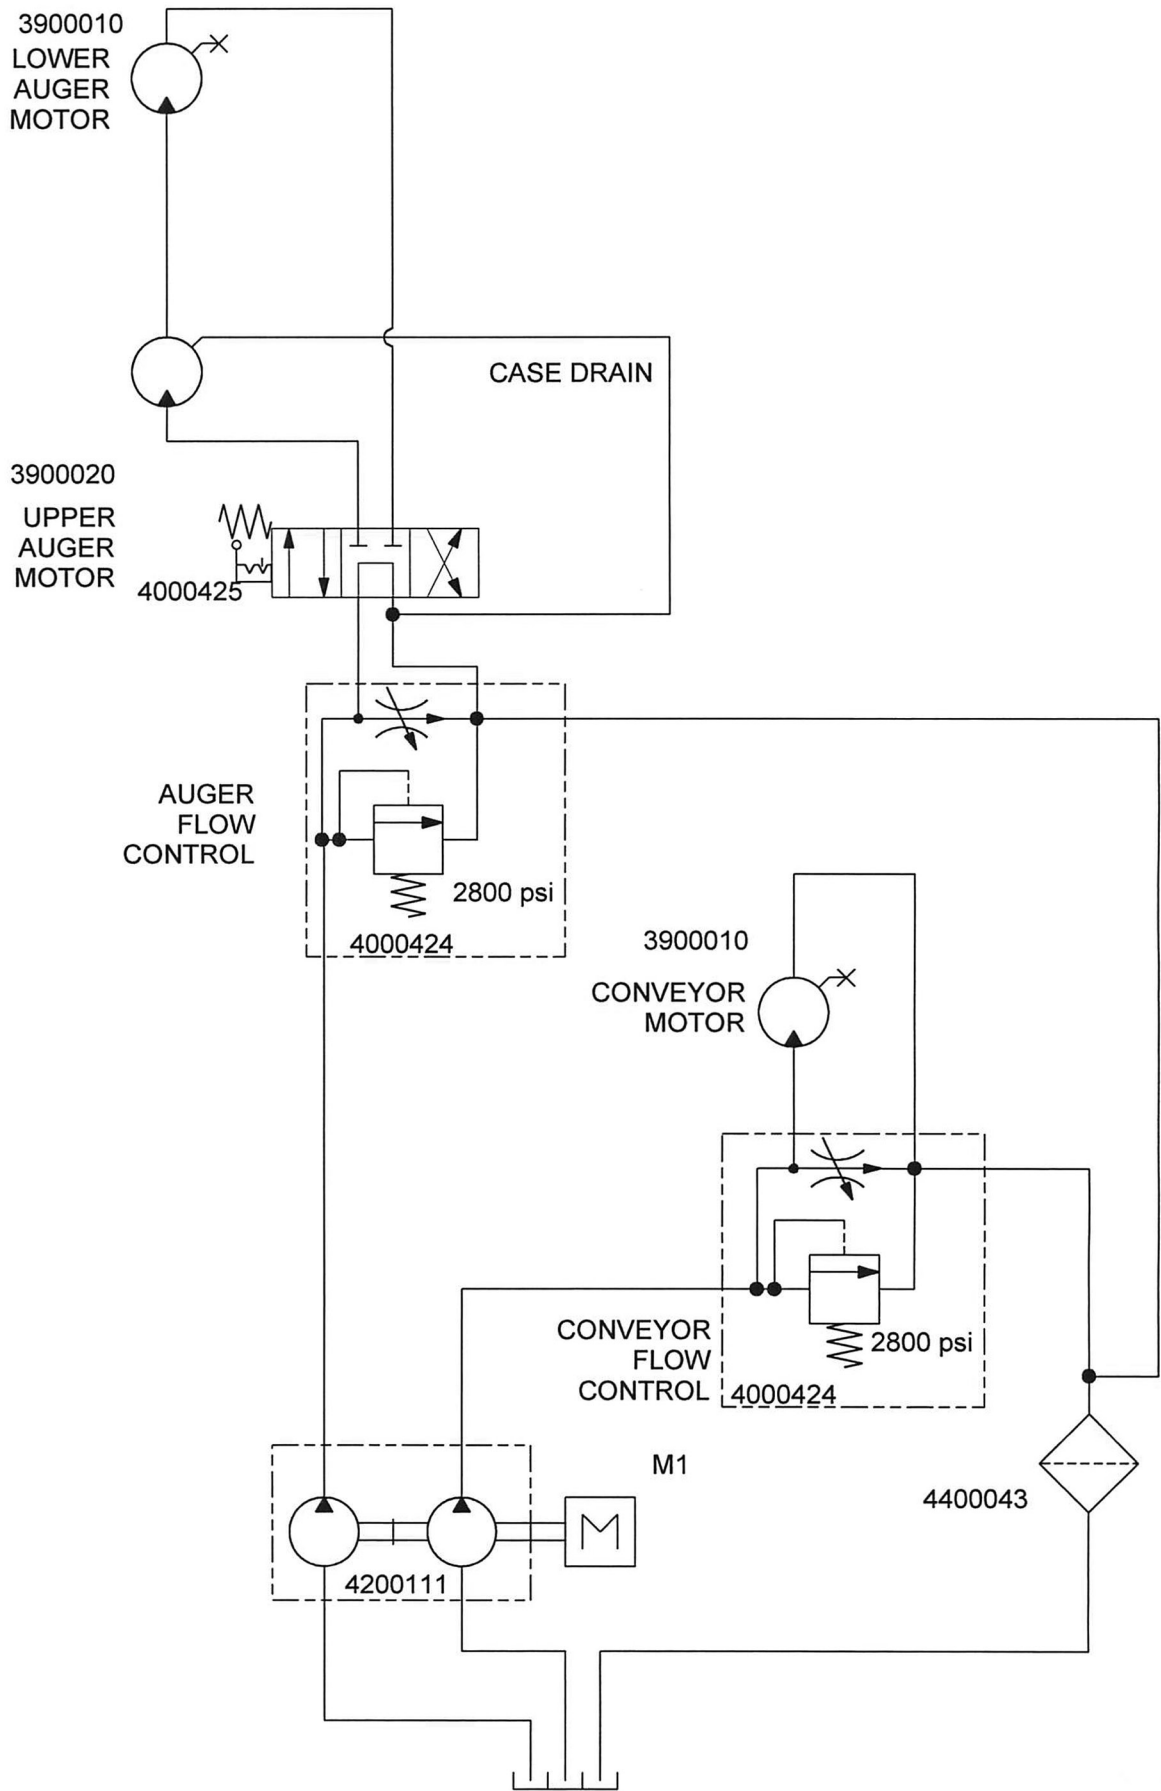 3900010
LOWER
AUGER
MOTOR
CASE DRAIN
3900020
UPPER
AUGER
MOTOR
4000425
AUGER
FLOW
CONTROL
2800 psi
4000424
3900010
CONVEYOR
MOTOR
CONVEYOR
FLOW
CONTROL
2800 psi
4000424
M1
4400043
M
4200111